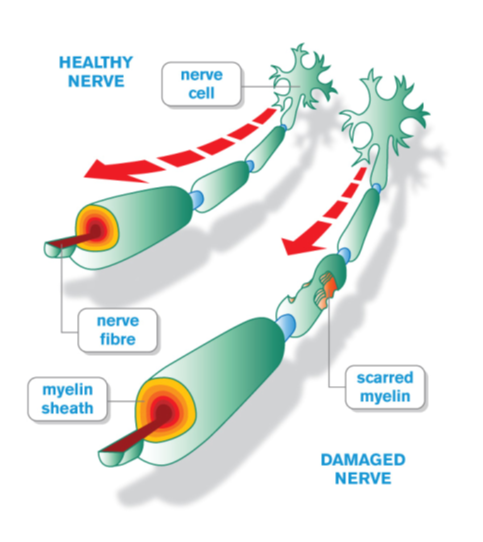 HEALTHY
NERVE
nerve
cell
nerve
fibre
myelin
sheath
scarred
myelin
DAMAGED
NERVE